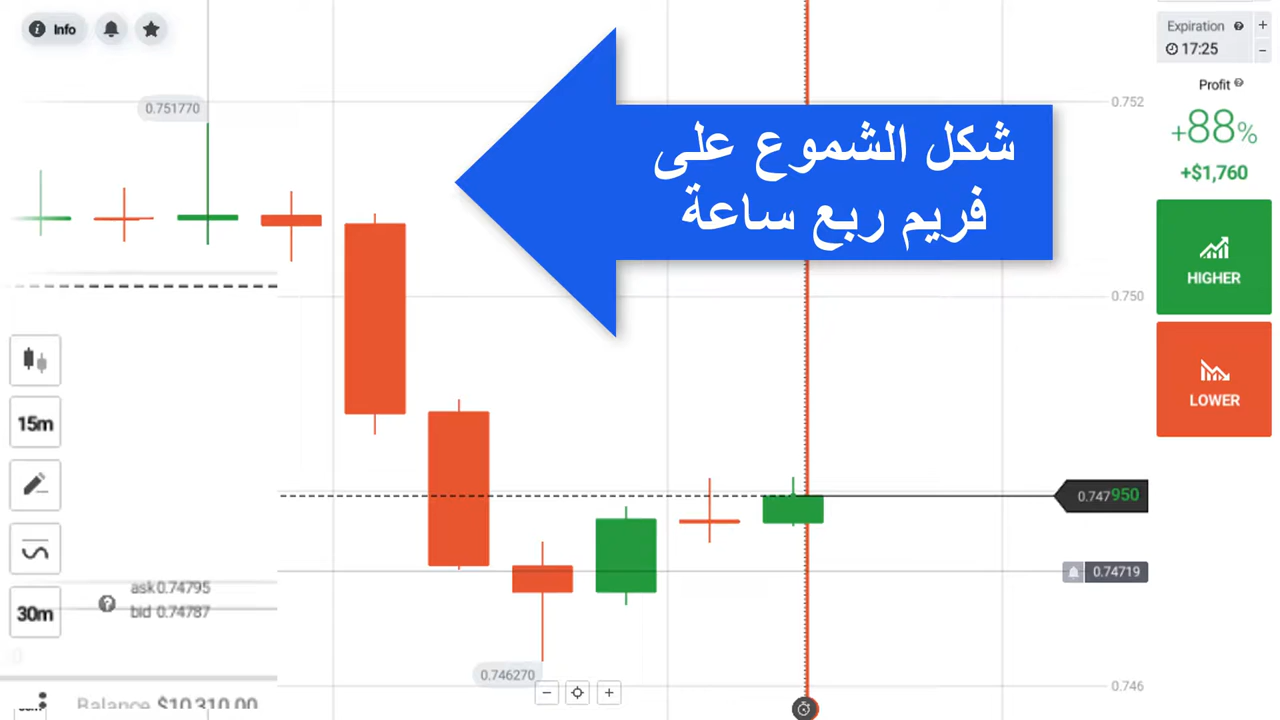 Info
Expiration
17:25
0.752
0.751770
Profit
+88%
شكل الشموع على
فريم ربع ساعة
+$1,760
HIGHER
0.750
15m
LOWER
0.747950
0.74719
ask 0.74795
bid 0.74787
30m
0.746270
0.746
Balance $10,310.00